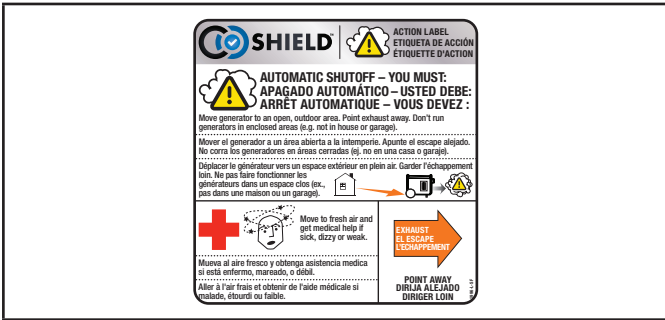 CO SHIELD™
ACTION LABEL
ETIQUETA DE ACCIÓN
ÉTIQUETTE D'ACTION
AUTOMATIC SHUTOFF – YOU MUST:
APAGADO AUTOMÁTICO – USTED DEBE:
ARRÊT AUTOMATIQUE – VOUS DEVEZ :
Move generator to an open, outdoor area. Point exhaust away. Don't run
generators in enclosed areas (e.g. not in house or garage).
Mover el generador a un área abierta a la intemperie. Apunte el escape alejado.
No corra los generadores en áreas cerradas (ej. no en una casa o garaje).
Déplacer le générateur vers un espace extérieur en plein air. Garder l'échappement
loin. Ne pas faire fonctionner les
générateurs dans un espace clos (ex.,
pas dans une maison ou un garage).
Move to fresh air and
get medical help if
sick, dizzy or weak.
Mueva al aire fresco y obtenga asistencia medica
si está enfermo, mareado, o débil.
Aller à l'air frais et obtenir de l'aide médicale si
malade, étourdi ou faible.
EXHAUST
EL ESCAPE
L'ECHAPPEMENT
POINT AWAY
DIRIJA ALEJADO
DIRIGER LOIN